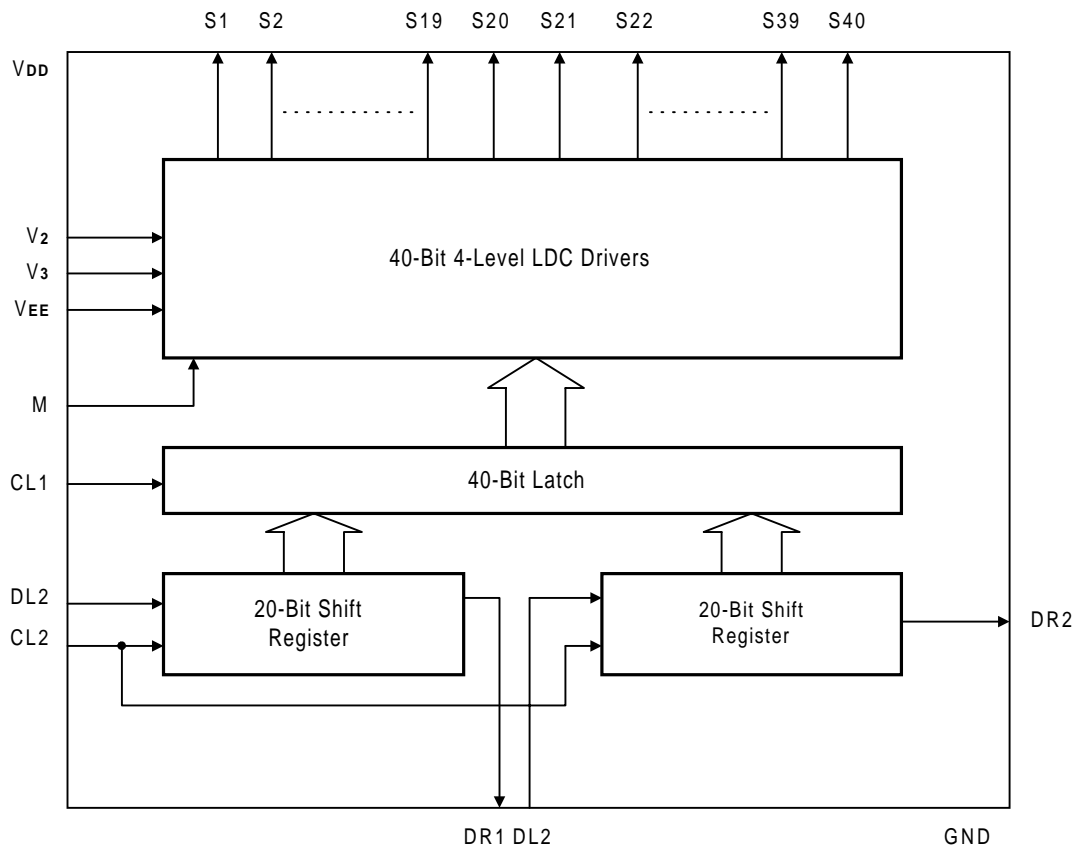 S1 S2 S19 S20 S21 S22 S39 S40
VDD
40-Bit 4-Level LDC Drivers
V2
V3
VEE
M
CL1
40-Bit Latch
DL2
CL2
20-Bit Shift
Register
20-Bit Shift
Register
DR2
DR1 DL2
GND